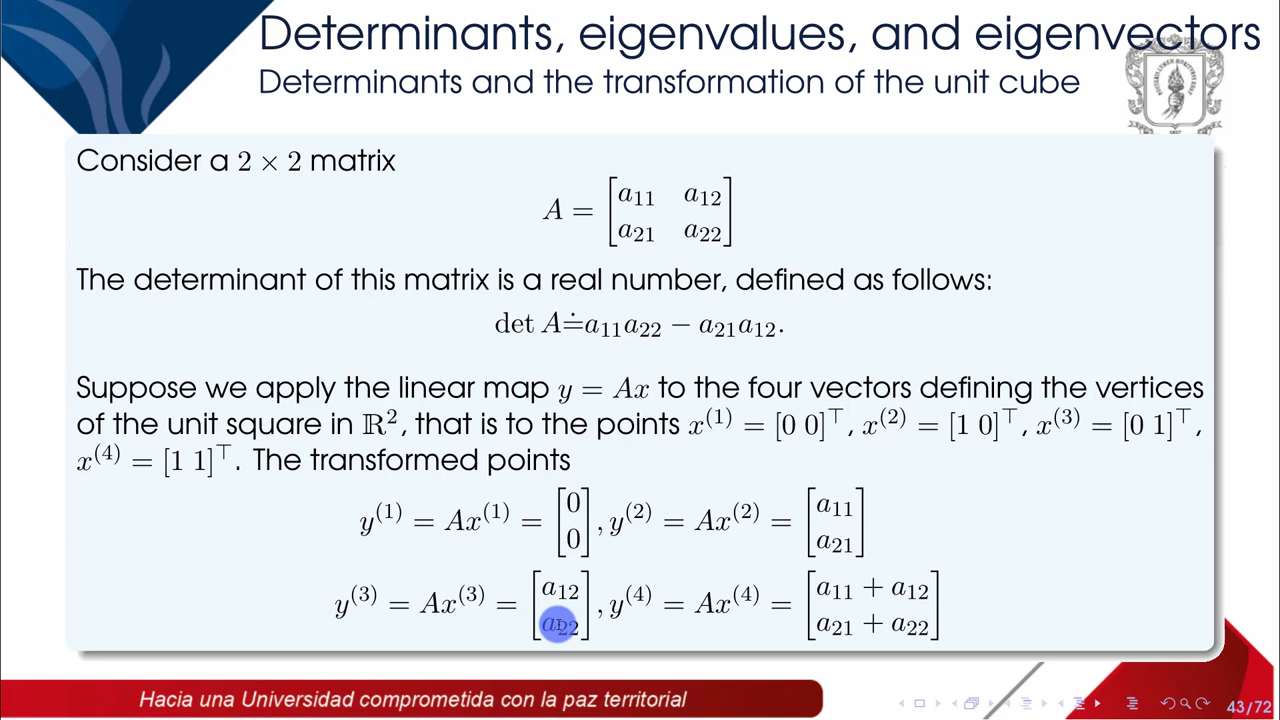 Determinants, eigenvalues, and eigenvectors
Determinants and the transformation of the unit cube
Consider a 2 × 2 matrix
A = [a₁₁ a₁₂
a₂₁ a₂₂]
The determinant of this matrix is a real number, defined as follows:
det A ≐ a₁₁a₂₂ − a₂₁a₁₂.
Suppose we apply the linear map y = Ax to the four vectors defining the vertices
of the unit square in ℝ², that is to the points x⁽¹⁾ = [0 0]⊤, x⁽²⁾ = [1 0]⊤, x⁽³⁾ = [0 1]⊤,
x⁽⁴⁾ = [1 1]⊤. The transformed points
y⁽¹⁾ = Ax⁽¹⁾ = [0 0], y⁽²⁾ = Ax⁽²⁾ = [a₁₁ a₂₁]
y⁽³⁾ = Ax⁽³⁾ = [a₁₂ a₂₂], y⁽⁴⁾ = Ax⁽⁴⁾ = [a₁₁ + a₁₂ a₂₁ + a₂₂]
Hacia una Universidad comprometida con la paz territorial
43/72